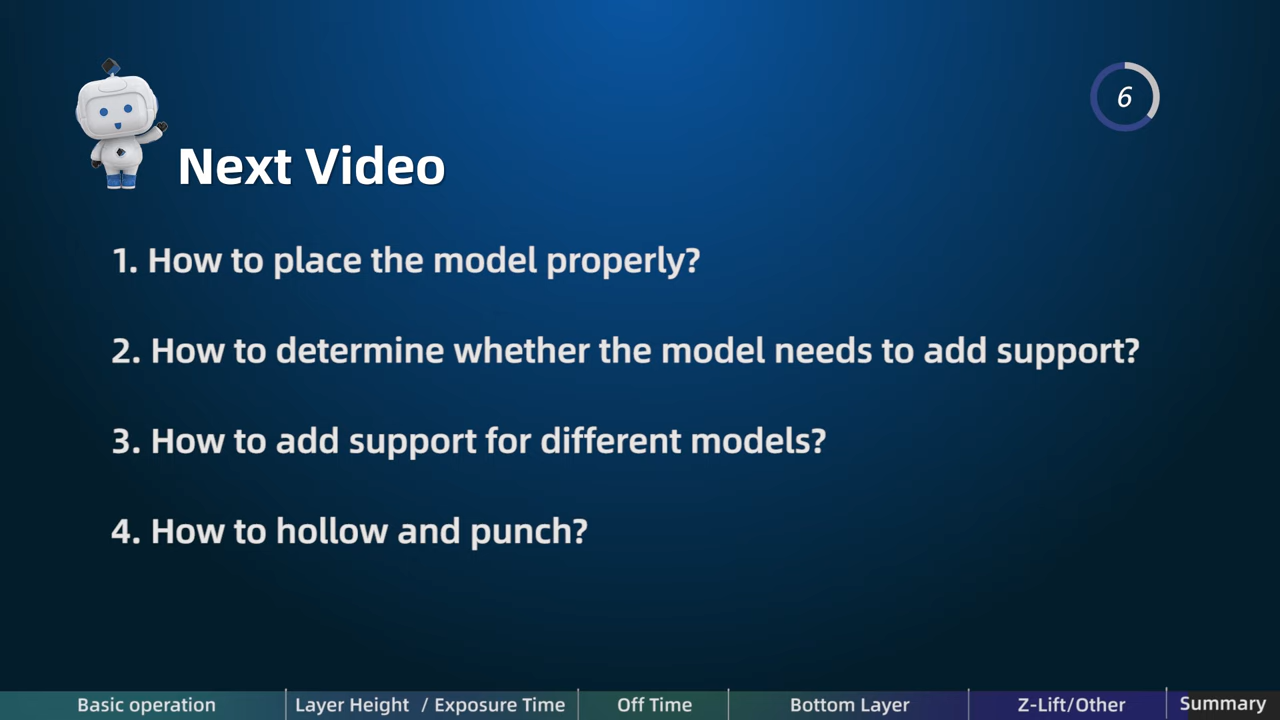 6
Next Video
1. How to place the model properly?
2. How to determine whether the model needs to add support?
3. How to add support for different models?
4. How to hollow and punch?
Basic operation
Layer Height / Exposure Time
Off Time
Bottom Layer
Z-Lift/Other
Summary